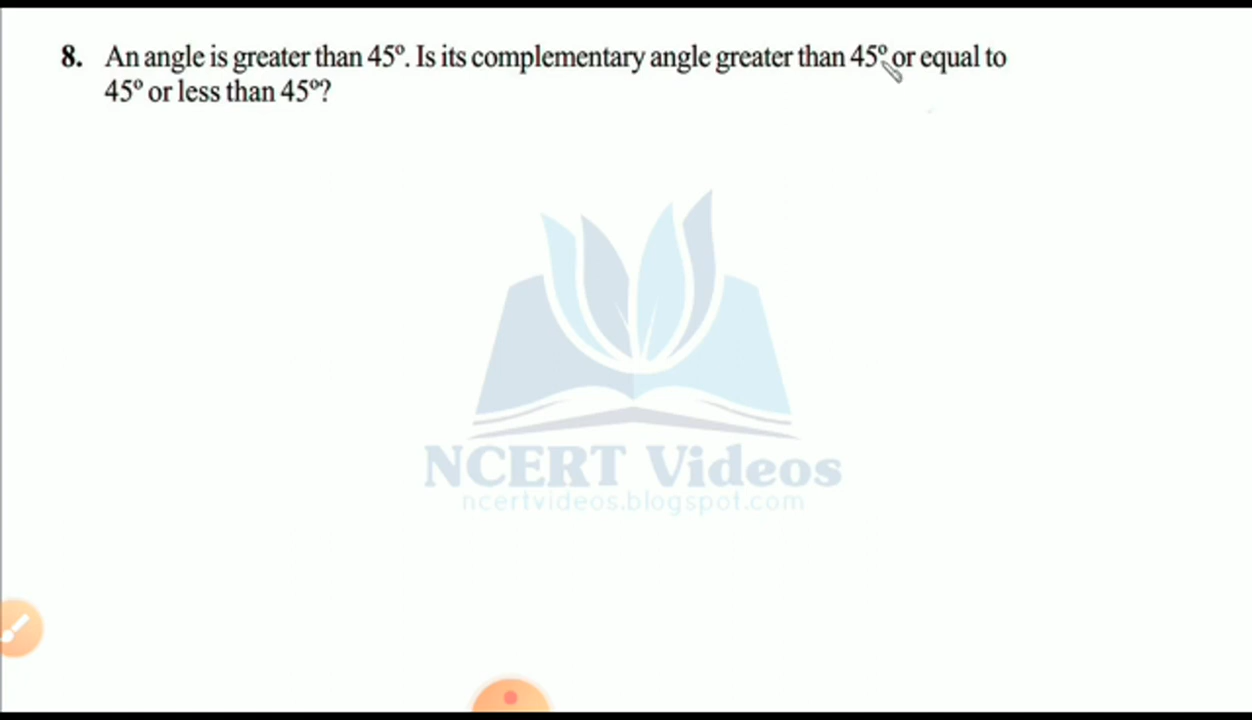 8. An angle is greater than 45°. Is its complementary angle greater than 45° or equal to
45° or less than 45°?
NCERT Videos
ncertvideos.blogspot.com